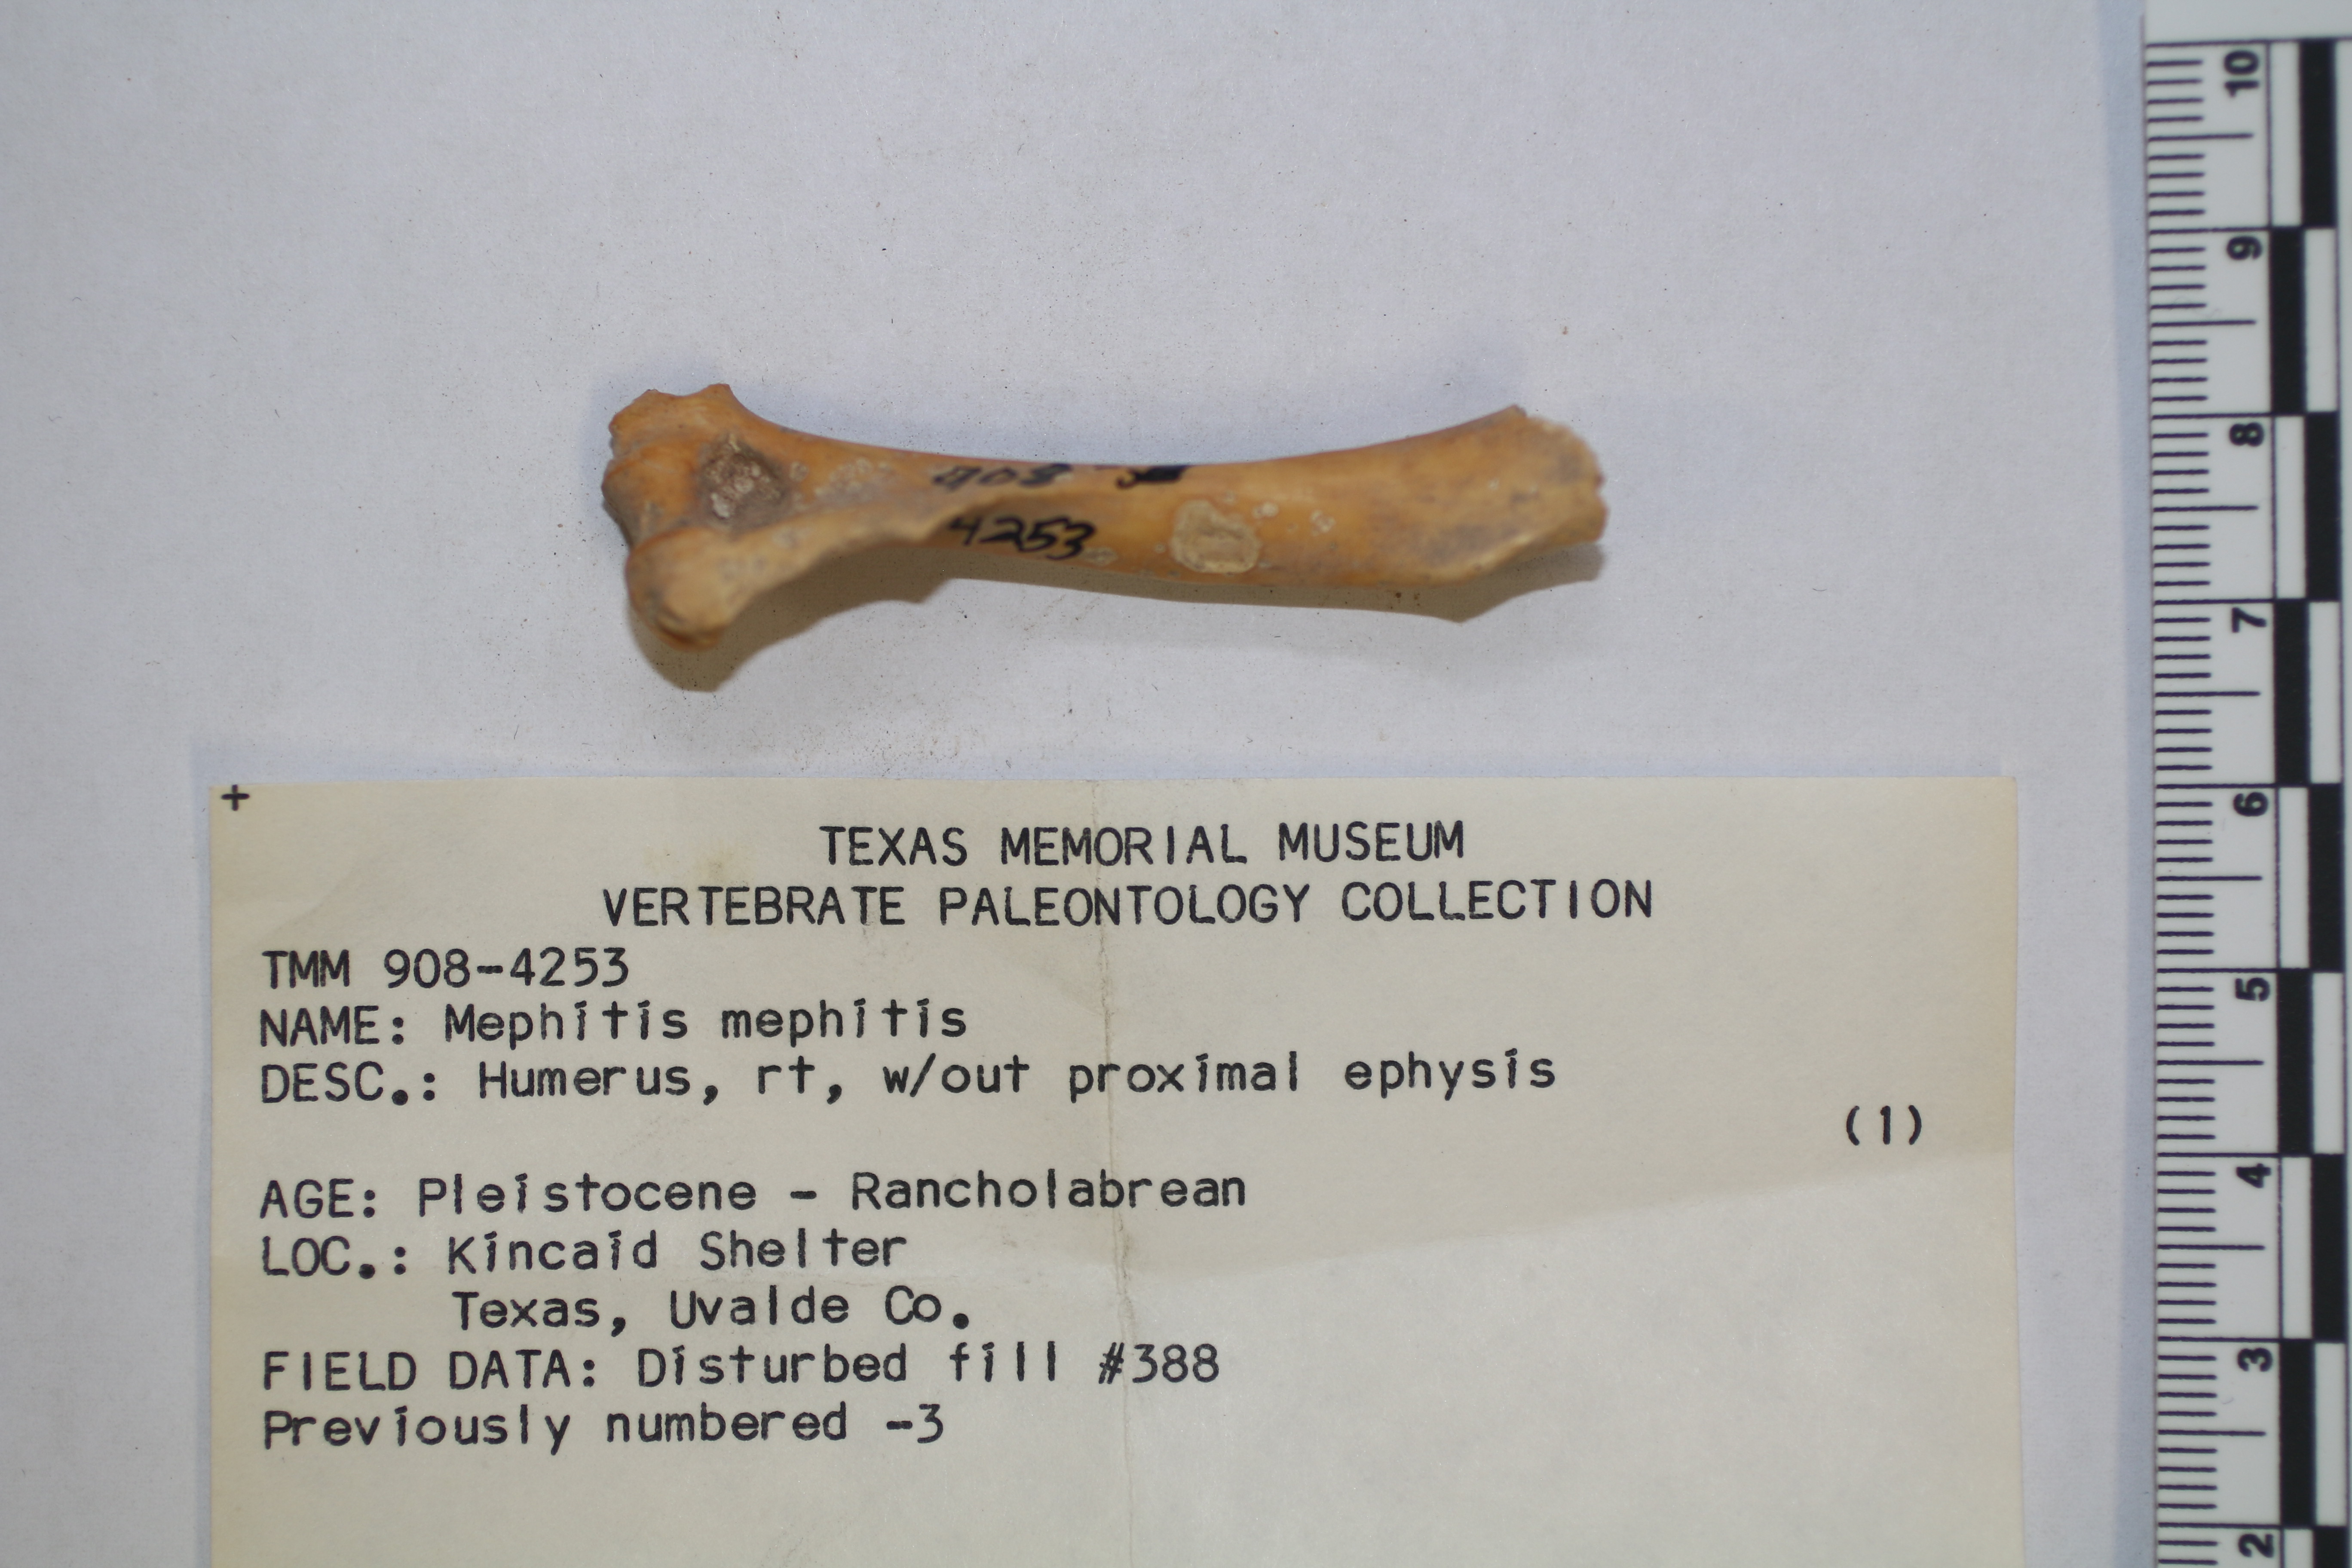 908
4253
+
TEXAS MEMORIAL MUSEUM
VERTEBRATE PALEONTOLOGY COLLECTION
TMM 908-4253
NAME: Mephitis mephitis
DESC.: Humerus, rt, w/out proximal ephysis
(1)
AGE: Pleistocene - Rancholabrean
LOC.: Kincaid Shelter
Texas, Uvalde Co.
FIELD DATA: Disturbed fill #388
Previously numbered -3
10
9
8
7
6
5
4
3
2